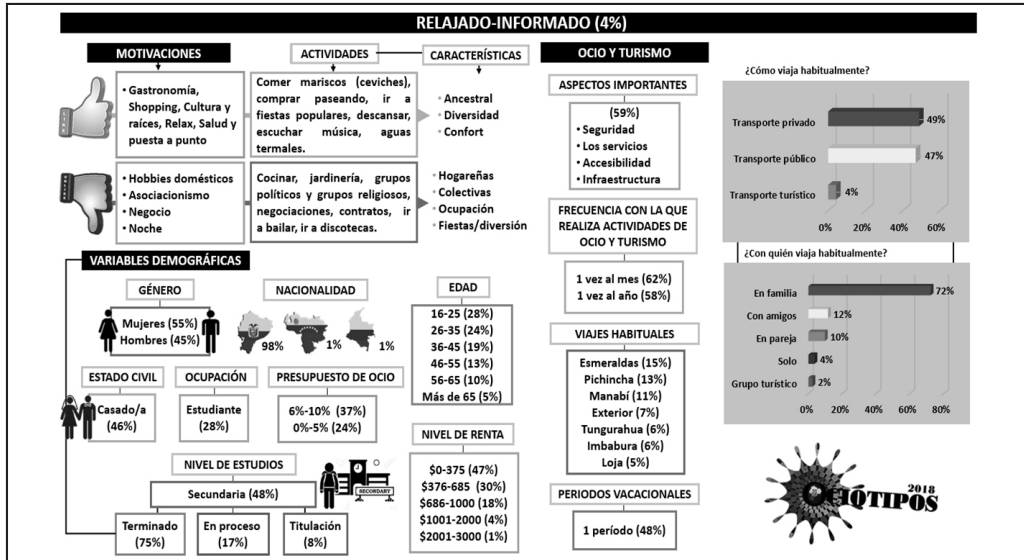 RELAJADO-INFORMADO (4%)
MOTIVACIONES
• Gastronomía,
Shopping, Cultura y
raíces, Relax, Salud y
puesta a punto
• Hobbies domésticos
• Asociacionismo
• Negocio
• Noche
ACTIVIDADES
Comer mariscos (ceviches),
comprar paseando, ir a
fiestas populares, descansar,
escuchar música, aguas
termales.
Cocinar, jardinería, grupos
políticos y grupos religiosos,
negociaciones, contratos, ir
a bailar, ir a discotecas.
CARACTERÍSTICAS
• Ancestral
• Diversidad
• Confort
• Hogareñas
• Colectivas
• Ocupación
• Fiestas/diversión
VARIABLES DEMOGRÁFICAS
GÉNERO
Mujeres (55%)
Hombres (45%)
NACIONALIDAD
98%
1%
1%
EDAD
16-25 (28%)
26-35 (24%)
36-45 (19%)
46-55 (13%)
56-65 (10%)
Más de 65 (5%)
ESTADO CIVIL
Casado/a
(46%)
OCUPACIÓN
Estudiante
(28%)
PRESUPUESTO DE OCIO
6%-10% (37%)
0%-5% (24%)
NIVEL DE ESTUDIOS
Secundaria (48%)
SECONDARY
Terminado
(75%)
En proceso
(17%)
Titulación
(8%)
NIVEL DE RENTA
$0-375 (47%)
$376-685 (30%)
$686-1000 (18%)
$1001-2000 (4%)
$2001-3000 (1%)
OCIO Y TURISMO
ASPECTOS IMPORTANTES
(59%)
• Seguridad
• Los servicios
• Accesibilidad
• Infraestructura
FRECUENCIA CON LA QUE
REALIZA ACTIVIDADES DE
OCIO Y TURISMO
1 vez al mes (62%)
1 vez al año (58%)
VIAJES HABITUALES
Esmeraldas (15%)
Pichincha (13%)
Manabí (11%)
Exterior (7%)
Tungurahua (6%)
Imbabura (6%)
Loja (5%)
PERIODOS VACACIONALES
1 período (48%)
¿Cómo viaja habitualmente?
Transporte privado 49%
Transporte público 47%
Transporte turístico 4%
0% 20% 40% 60%
¿Con quién viaja habitualmente?
En familia 72%
Con amigos 12%
En pareja 10%
Solo 4%
Grupo turístico 2%
0% 20% 40% 60% 80%
2018
IQTIPOS